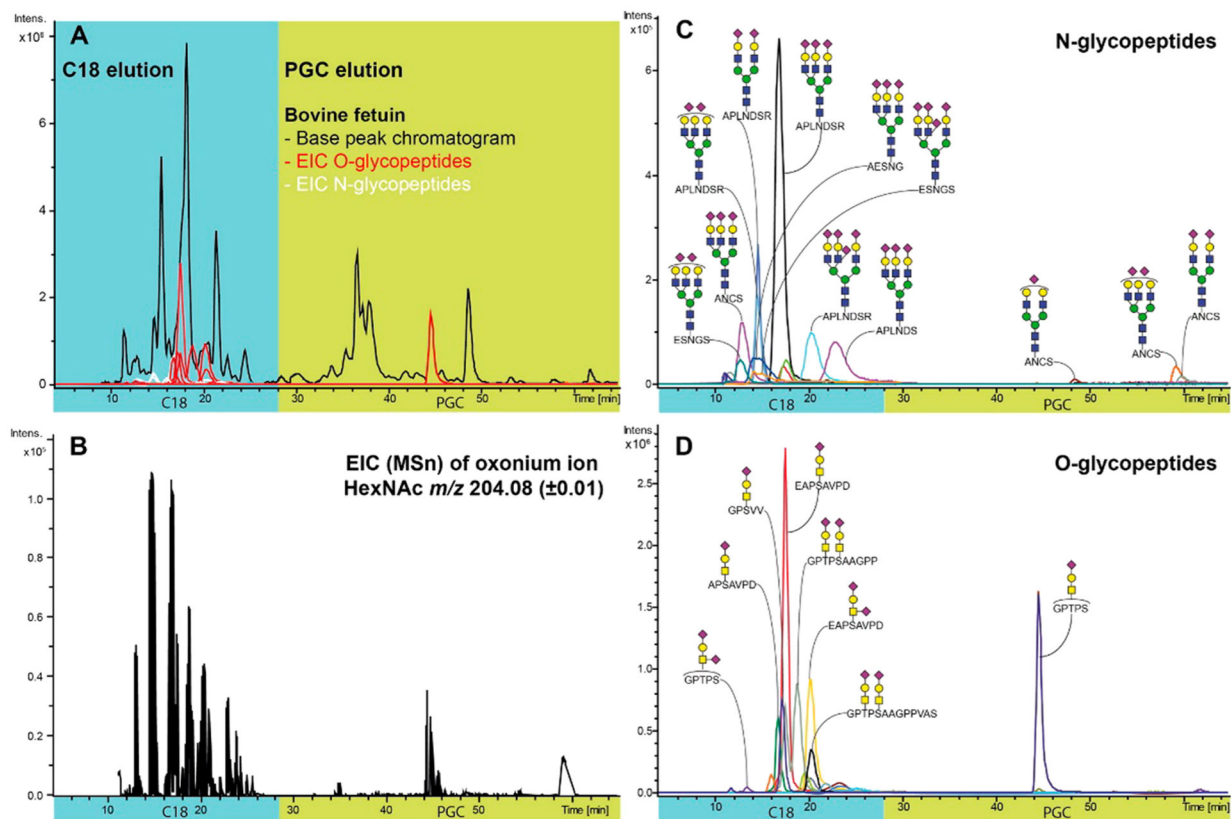 Intens.
x10⁸
A
C18 elution
PGC elution
Bovine fetuin
- Base peak chromatogram
- EIC O-glycopeptides
- EIC N-glycopeptides
6
4
2
0
10
20
30
40
50
Time [min]
C18
PGC
Intens.
x10⁵
B
EIC (MSn) of oxonium ion
HexNAc m/z 204.08 (±0.01)
1.0
0.8
0.6
0.4
0.2
0.0
10
20
30
40
50
Time [min]
C18
PGC
Intens.
x10⁵
C
N-glycopeptides
6
4
2
0
APLNDSR
APLNDSR
AESNG
ESNGS
APLNDSR
ANCS
ESNGS
APLNDSR
APLNDS
ANCS
ANCS
ANCS
10
20
30
40
50
Time [min]
C18
PGC
Intens.
x10⁶
D
O-glycopeptides
2.5
2.0
1.5
1.0
0.5
0.0
EAPSAVPD
GPSVV
GPTPSAAGPP
APSAVPD
EAPSAVPD
GPTPS
GPTPS
GPTPSAAGPPVAS
10
20
30
40
50
Time [min]
C18
PGC